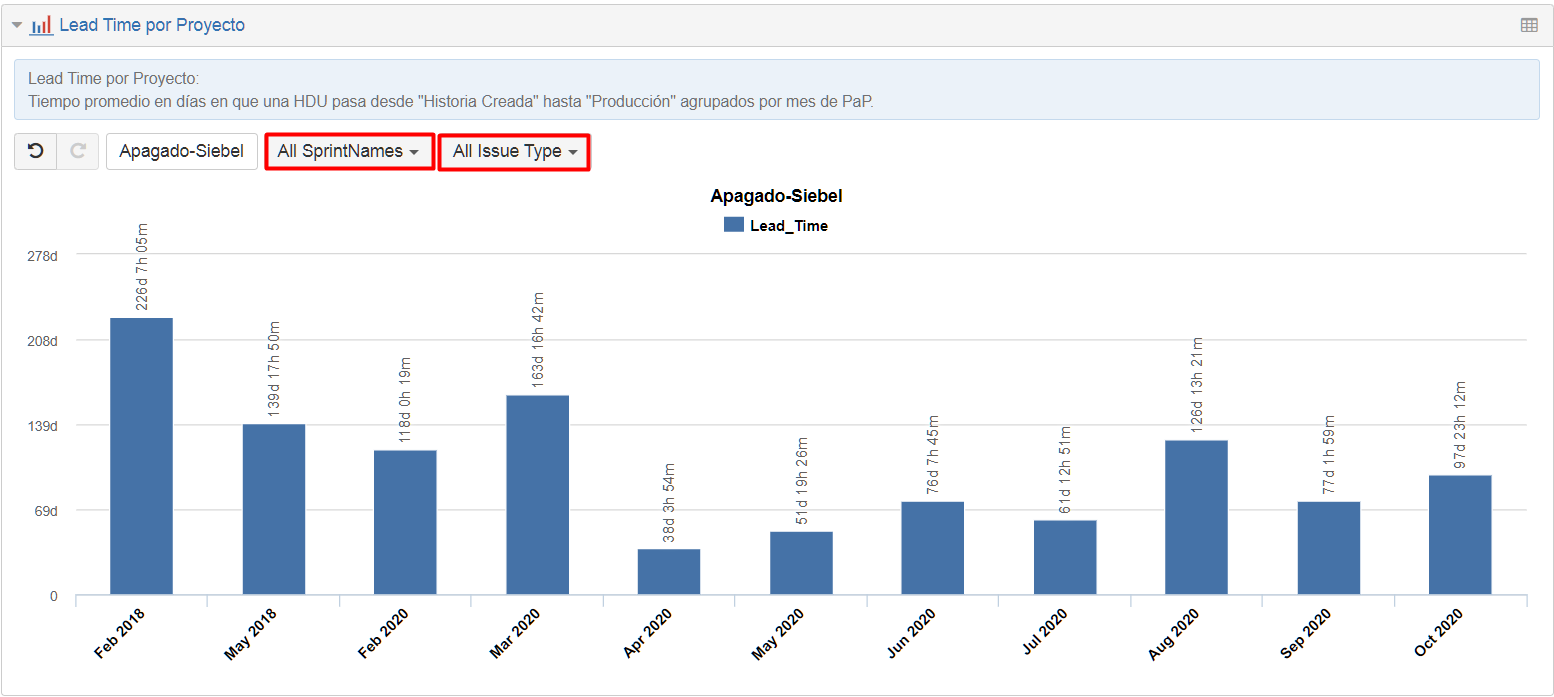 Lead Time por Proyecto
Lead Time por Proyecto:
Tiempo promedio en días en que una HDU pasa desde "Historia Creada" hasta "Producción" agrupados por mes de PaP.
Apagado-Siebel All SprintNames All Issue Type
Apagado-Siebel
Lead_Time
278d
208d
139d
69d
0
226d 7h 05m
139d 17h 50m
118d 0h 19m
163d 16h 42m
38d 3h 54m
51d 19h 26m
76d 7h 45m
61d 12h 51m
126d 13h 21m
77d 1h 59m
97d 23h 12m
Feb 2018
May 2018
Feb 2020
Mar 2020
Apr 2020
May 2020
Jun 2020
Jul 2020
Aug 2020
Sep 2020
Oct 2020